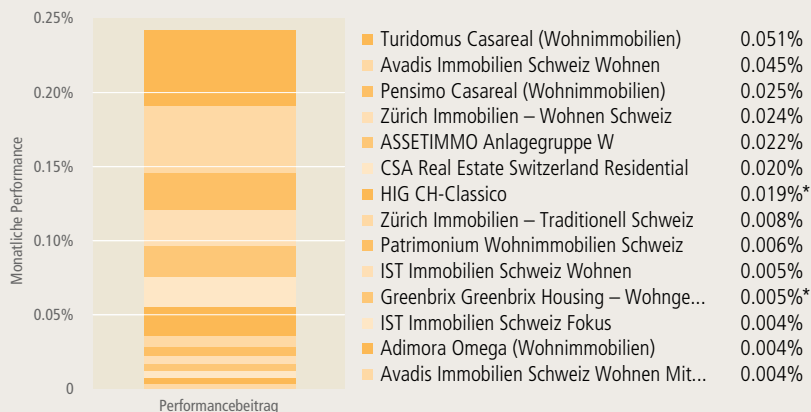 0.25%
0.20%
0.15%
0.10%
0.05%
0
Monatliche Performance
Performancebeitrag
Turidomus Casareal (Wohnimmobilien) 0.051%
Avadis Immobilien Schweiz Wohnen 0.045%
Pensimo Casareal (Wohnimmobilien) 0.025%
Zürich Immobilien – Wohnen Schweiz 0.024%
ASSETIMMO Anlagegruppe W 0.022%
CSA Real Estate Switzerland Residential 0.020%
HIG CH-Classico 0.019%*
Zürich Immobilien – Traditionell Schweiz 0.008%
Patrimonium Wohnimmobilien Schweiz 0.006%
IST Immobilien Schweiz Wohnen 0.005%
Greenbrix Greenbrix Housing – Wohnge... 0.005%*
IST Immobilien Schweiz Fokus 0.004%
Adimora Omega (Wohnimmobilien) 0.004%
Avadis Immobilien Schweiz Wohnen Mit... 0.004%